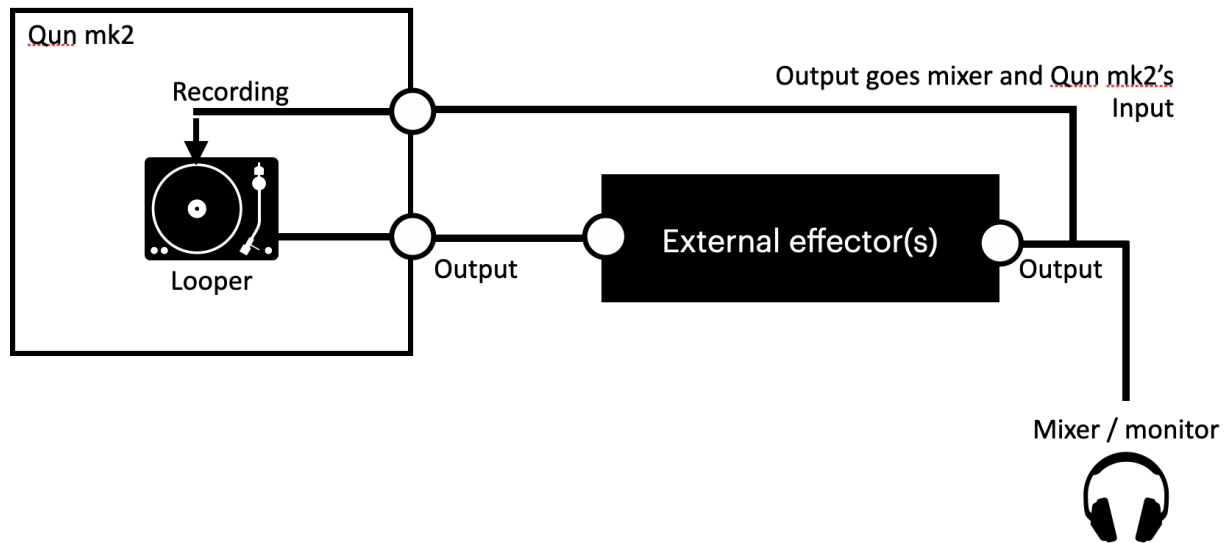 Qun mk2
Recording
Output goes mixer and Qun mk2’s
Input
External effector(s)
Looper
Output
Output
Mixer / monitor